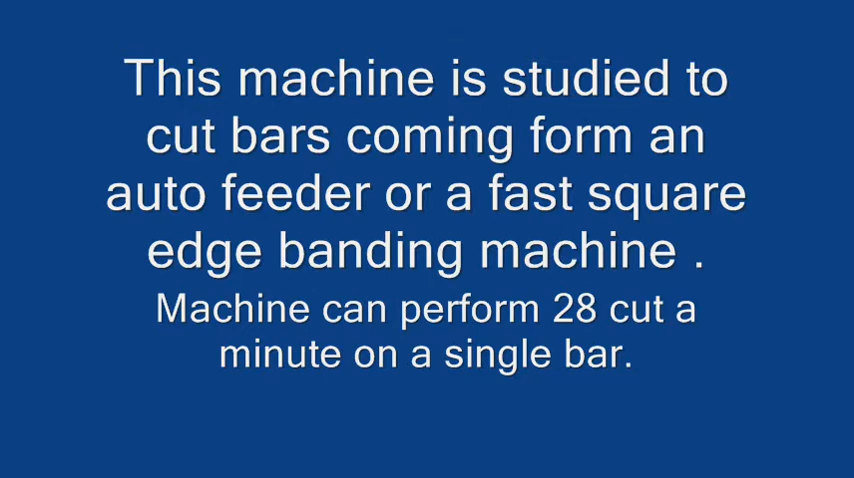 This machine is studied to
cut bars coming form an
auto feeder or a fast square
edge banding machine .
Machine can perform 28 cut a
minute on a single bar.